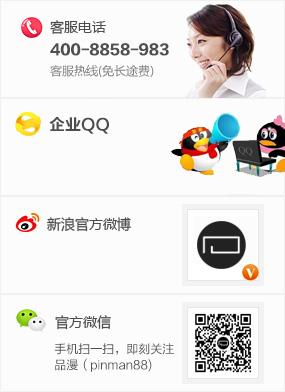 客服电话
400-8858-983
客服热线(免长途费)
企业QQ
QQ
新浪官方微博
V
官方微信
手机扫一扫，即刻关注
品漫（pinman88)